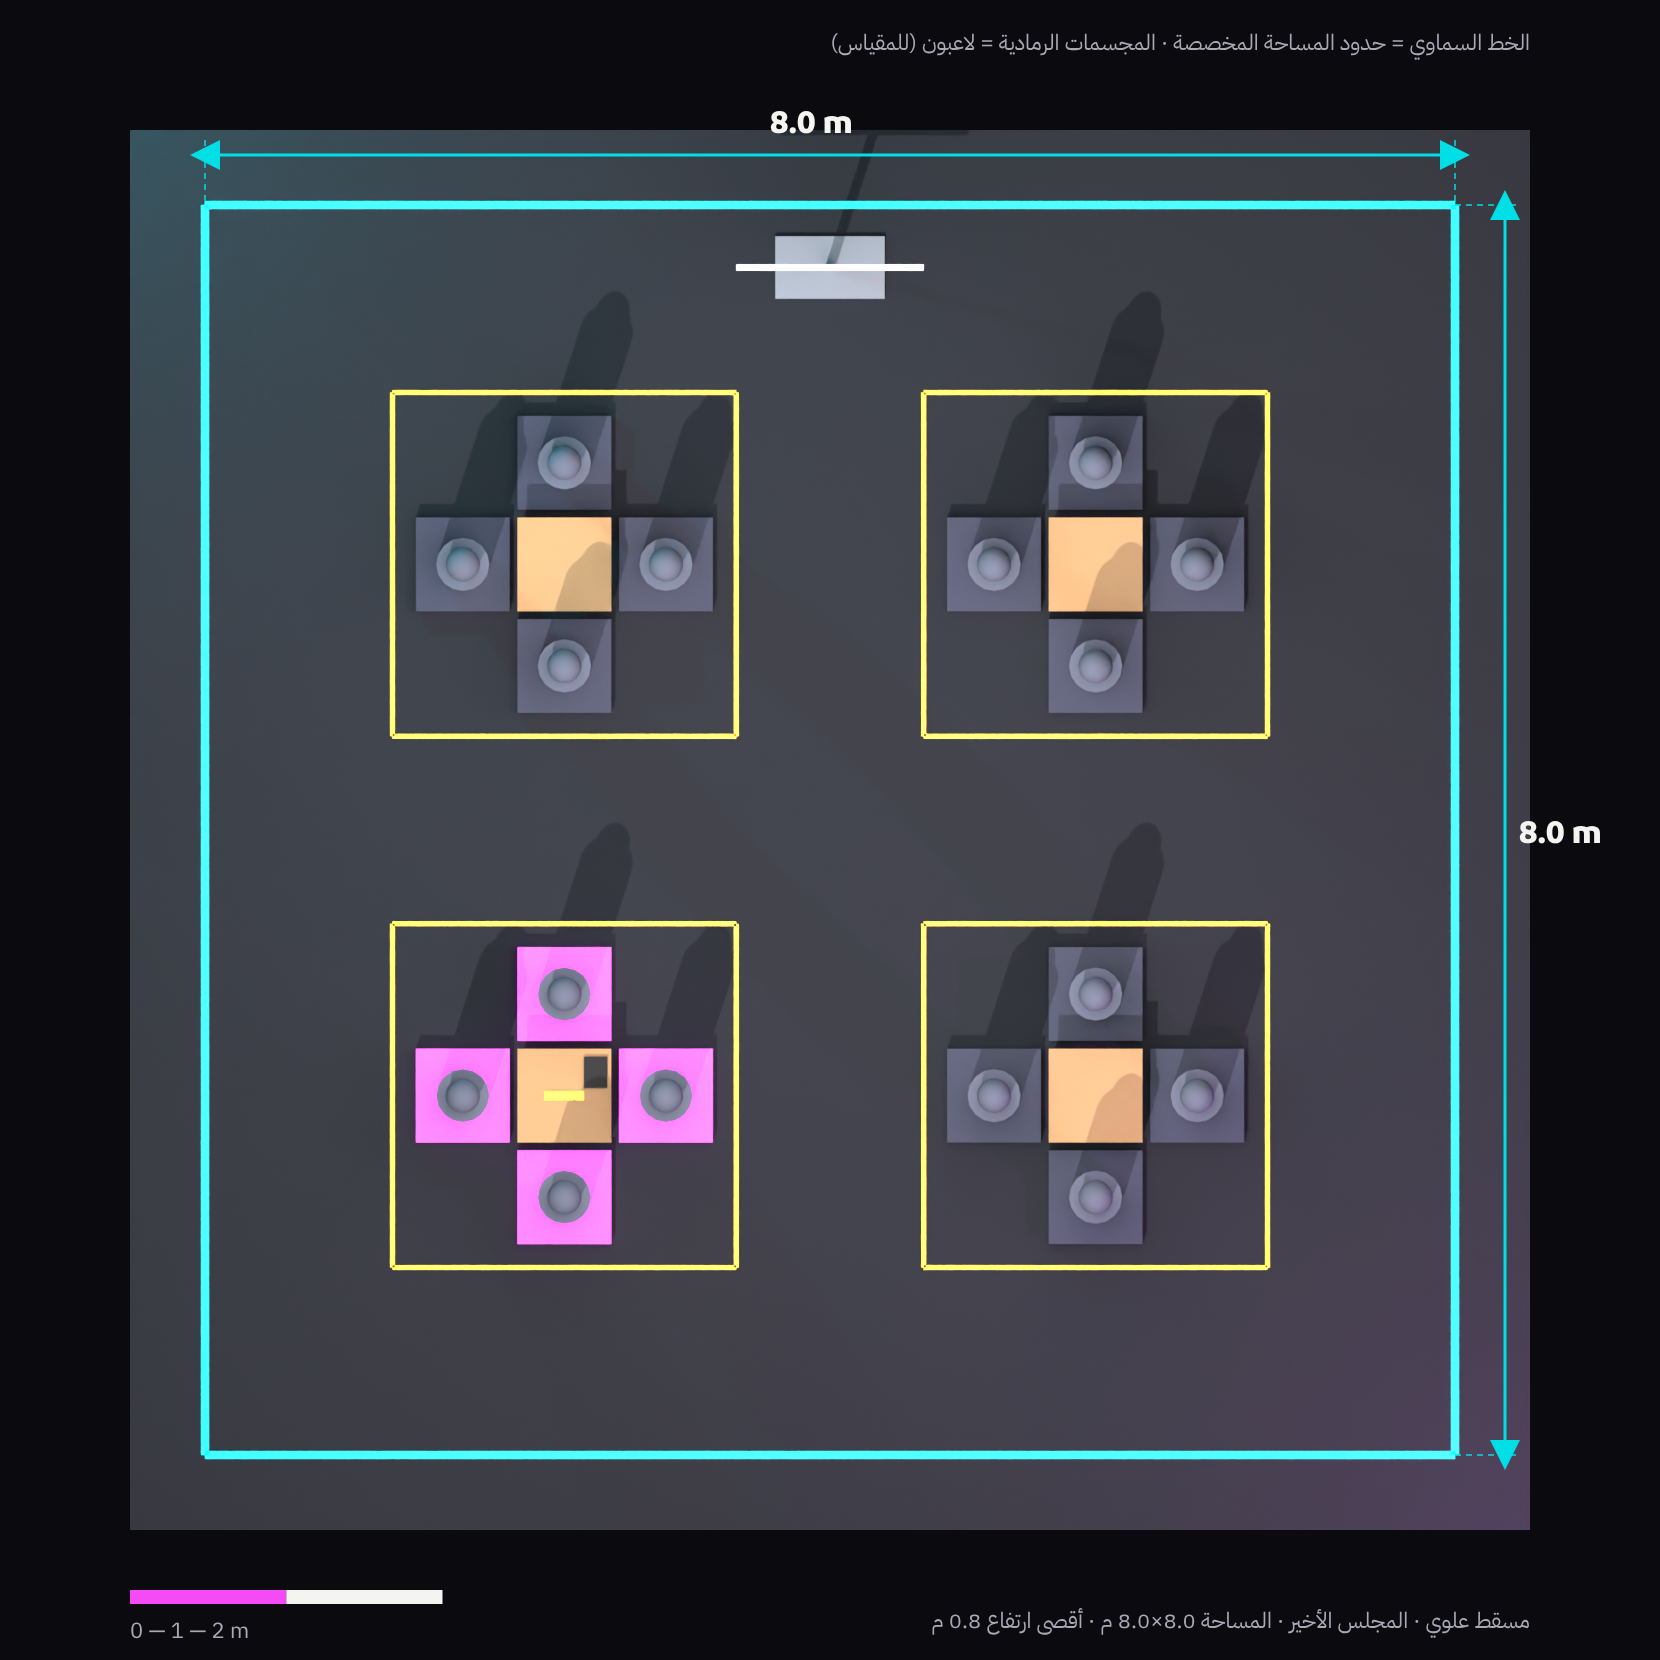 الخط السماوي = حدود المساحة المخصصة · المجسمات الرمادية = لاعبون (للمقياس)
8.0 m
8.0 m
0 — 1 — 2 m
مسقط علوي · المجلس الأخير · المساحة 8.0×8.0 م · أقصى ارتفاع 0.8 م